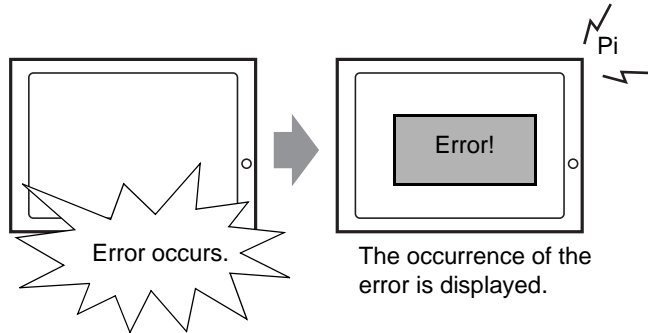 Pi
Error!
Error occurs.
The occurrence of the
error is displayed.